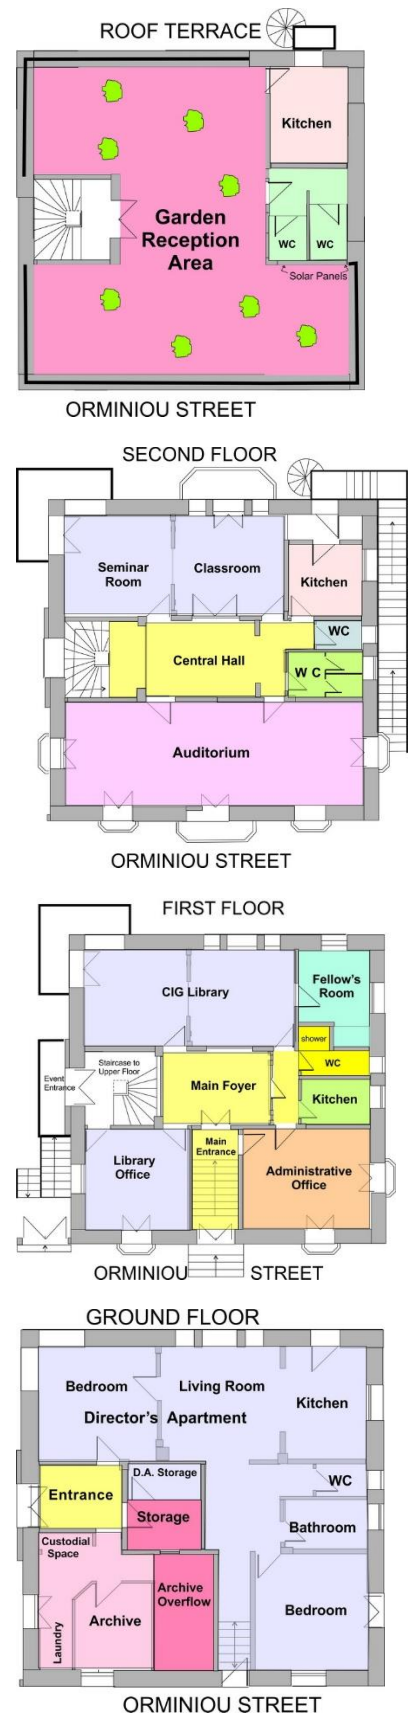 ROOF TERRACE
Kitchen
Garden
Reception
Area
WC WC
Solar Panels
ORMINIOU STREET
SECOND FLOOR
Seminar
Room
Classroom
Kitchen
WC
Central Hall
W C
Auditorium
ORMINIOU STREET
FIRST FLOOR
CIG Library
Fellow's
Room
shower
Event
Entrance
Staircase to
Upper Floor
Main Foyer
WC
Kitchen
Library
Office
Main
Entrance
Administrative
Office
ORMINIOU STREET
GROUND FLOOR
Bedroom
Living Room
Kitchen
Director's Apartment
D.A. Storage
WC
Entrance
Storage
Bathroom
Custodial
Space
Laundry
Archive
Archive
Overflow
Bedroom
ORMINIOU STREET